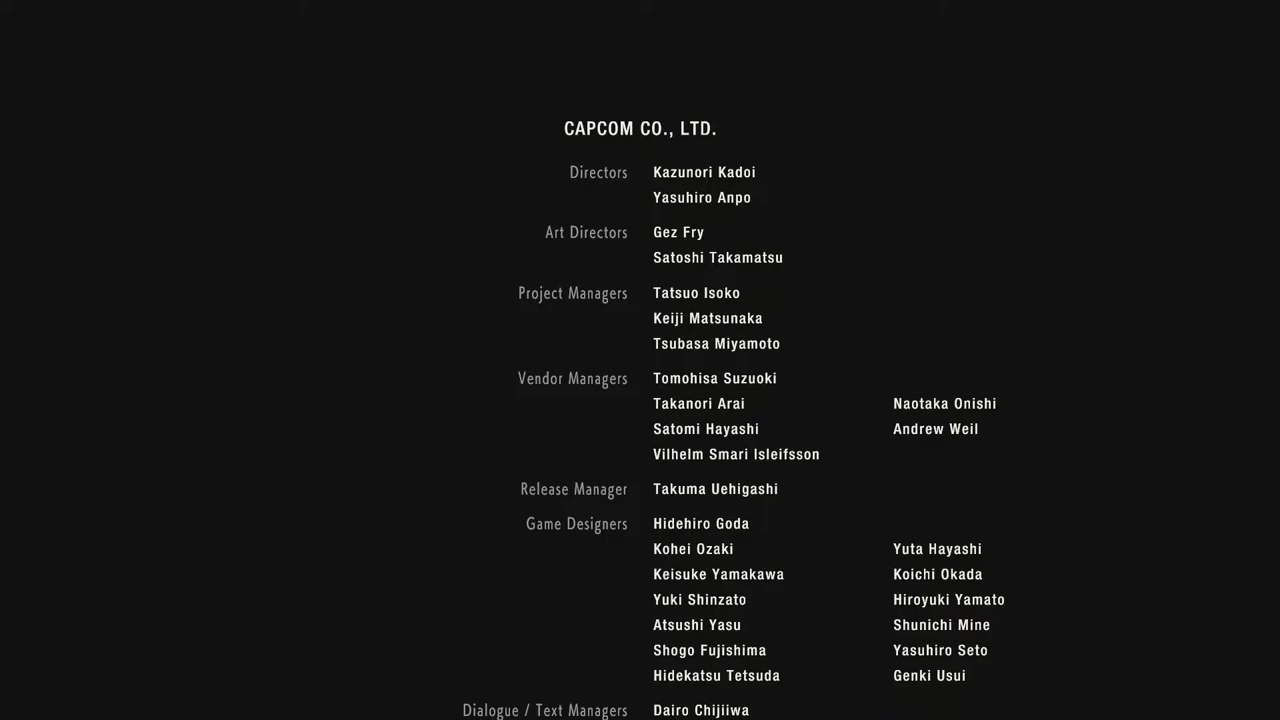 CAPCOM CO., LTD.
Directors Kazunori Kadoi
Yasuhiro Anpo
Art Directors Gez Fry
Satoshi Takamatsu
Project Managers Tatsuo Isoko
Keiji Matsunaka
Tsubasa Miyamoto
Vendor Managers Tomohisa Suzuoki
Takanori Arai Naotaka Onishi
Satomi Hayashi Andrew Weil
Vilhelm Smari Isleifsson
Release Manager Takuma Uehigashi
Game Designers Hidehiro Goda
Kohei Ozaki Yuta Hayashi
Keisuke Yamakawa Koichi Okada
Yuki Shinzato Hiroyuki Yamato
Atsushi Yasu Shunichi Mine
Shogo Fujishima Yasuhiro Seto
Hidekatsu Tetsuda Genki Usui
Dialogue / Text Managers Dairo Chijiiwa